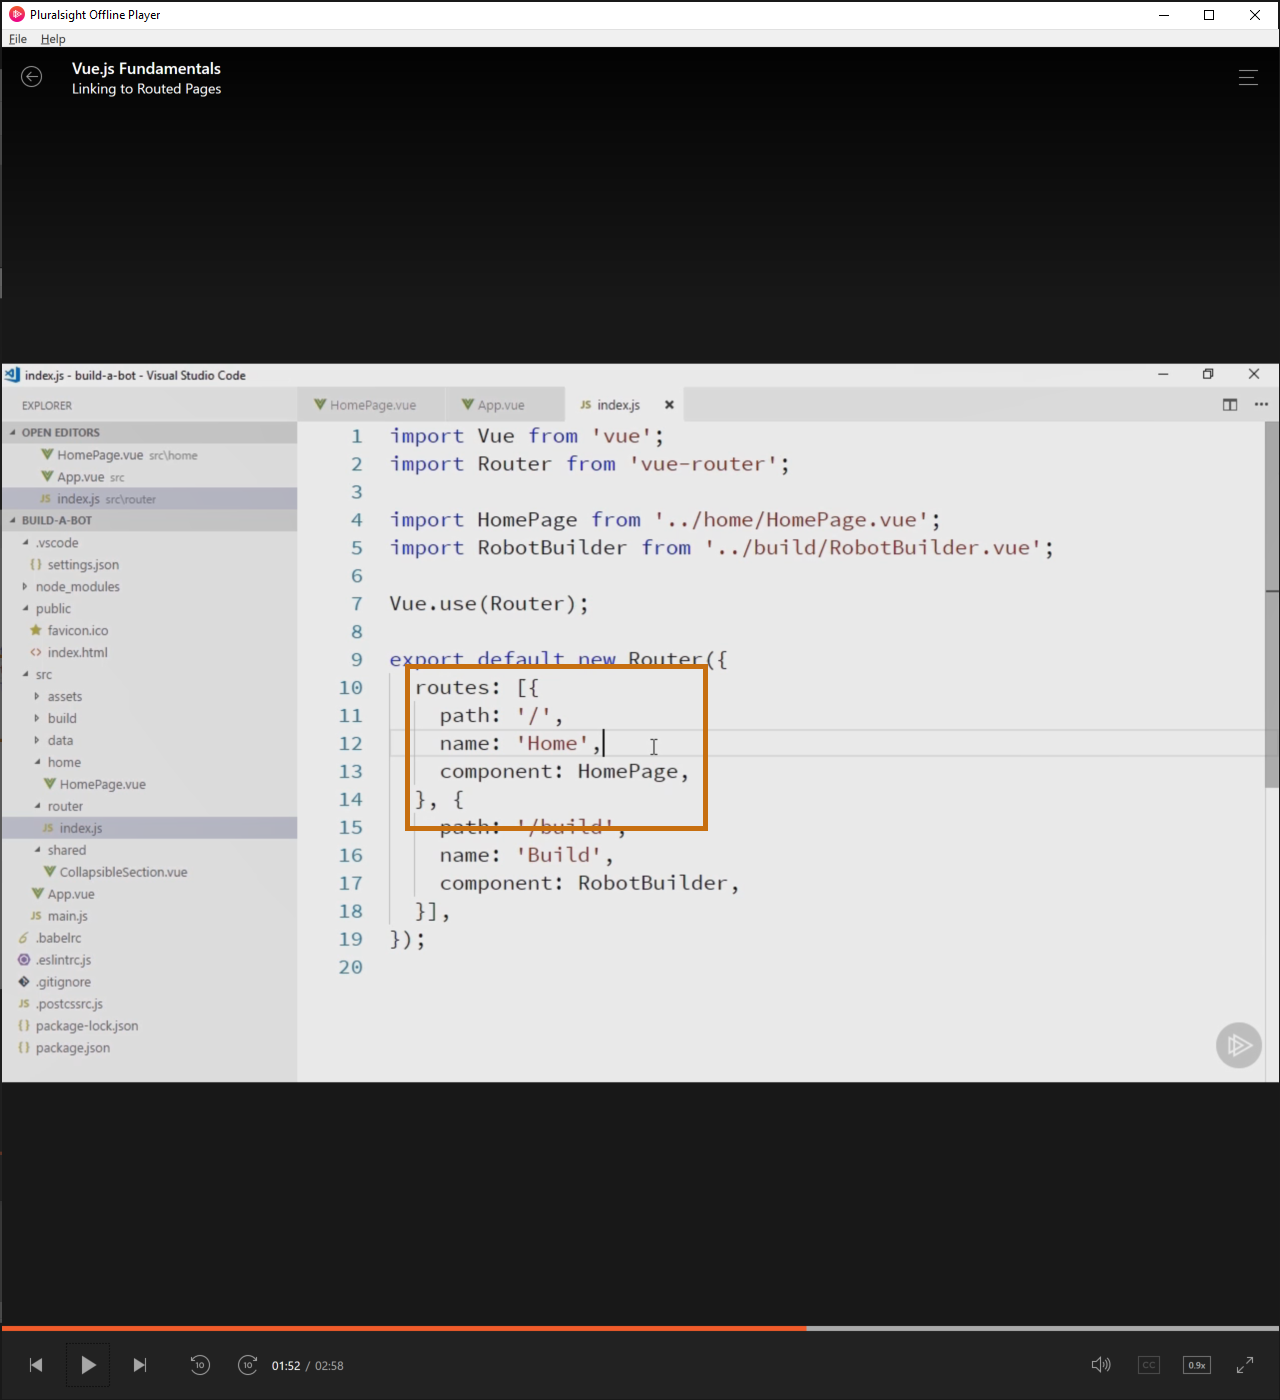 Pluralsight Offline Player
File Help
Vue.js Fundamentals
Linking to Routed Pages
index.js - build-a-bot - Visual Studio Code
EXPLORER
OPEN EDITORS
HomePage.vue src\home
App.vue src
index.js src\router
BUILD-A-BOT
.vscode
{} settings.json
node_modules
public
favicon.ico
<> index.html
src
assets
build
data
home
HomePage.vue
router
JS index.js
shared
CollapsibleSection.vue
App.vue
JS main.js
.babelrc
.eslintrc.js
.gitignore
JS .postcssrc.js
{} package-lock.json
{} package.json
HomePage.vue App.vue JS index.js
1 import Vue from 'vue';
2 import Router from 'vue-router';
3
4 import HomePage from '../home/HomePage.vue';
5 import RobotBuilder from '../build/RobotBuilder.vue';
6
7 Vue.use(Router);
8
9 export default new Router({
10 routes: [{
11 path: '/',
12 name: 'Home',
13 component: HomePage,
14 }, {
15 path: '/build',
16 name: 'Build',
17 component: RobotBuilder,
18 }],
19 });
20
10 10 01:52 / 02:58 CC 0.9x